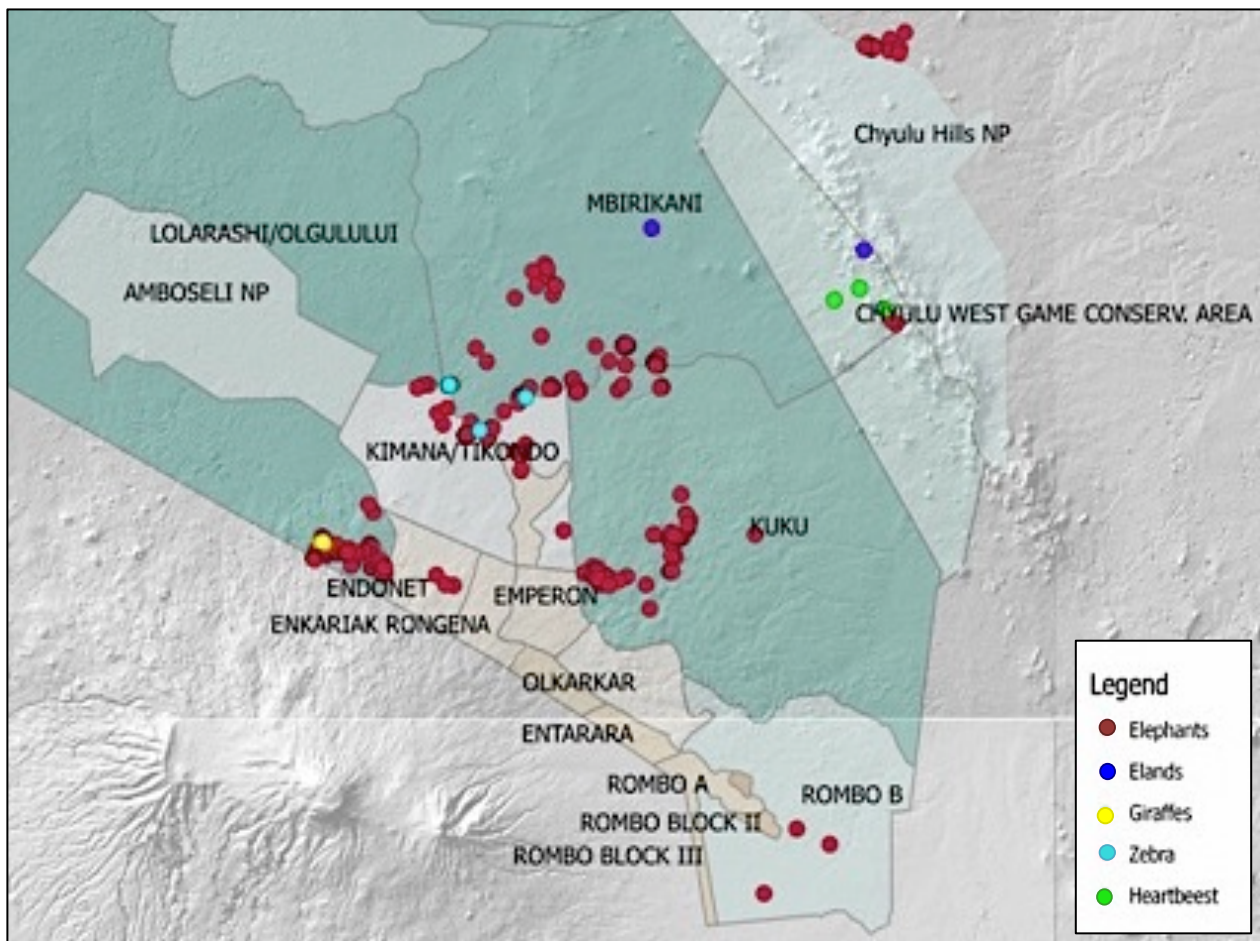 Chyulu Hills NP
MBIRIKANI
LOLARASHI/OLGULULUI
AMBOSELI NP
CHYULU WEST GAME CONSERV. AREA
KIMANA/TIKONDO
KUKU
ENDONET
EMPERON
ENKARIAK RONGENA
OLKARKAR
ENTARARA
ROMBO A
ROMBO B
ROMBO BLOCK II
ROMBO BLOCK III
Legend
Elephants
Elands
Giraffes
Zebra
Heartbeest